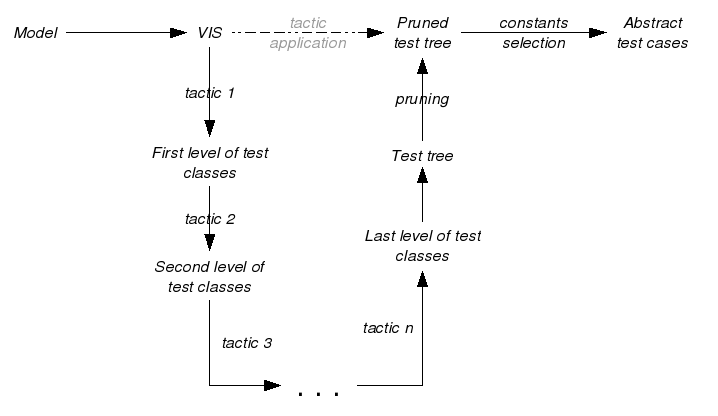 Model
VIS
tactic
application
Pruned
test tree
constants
selection
Abstract
test cases
tactic 1
pruning
First level of test
classes
Test tree
tactic 2
Last level of test
classes
Second level of
test classes
tactic 3
tactic n
. . .